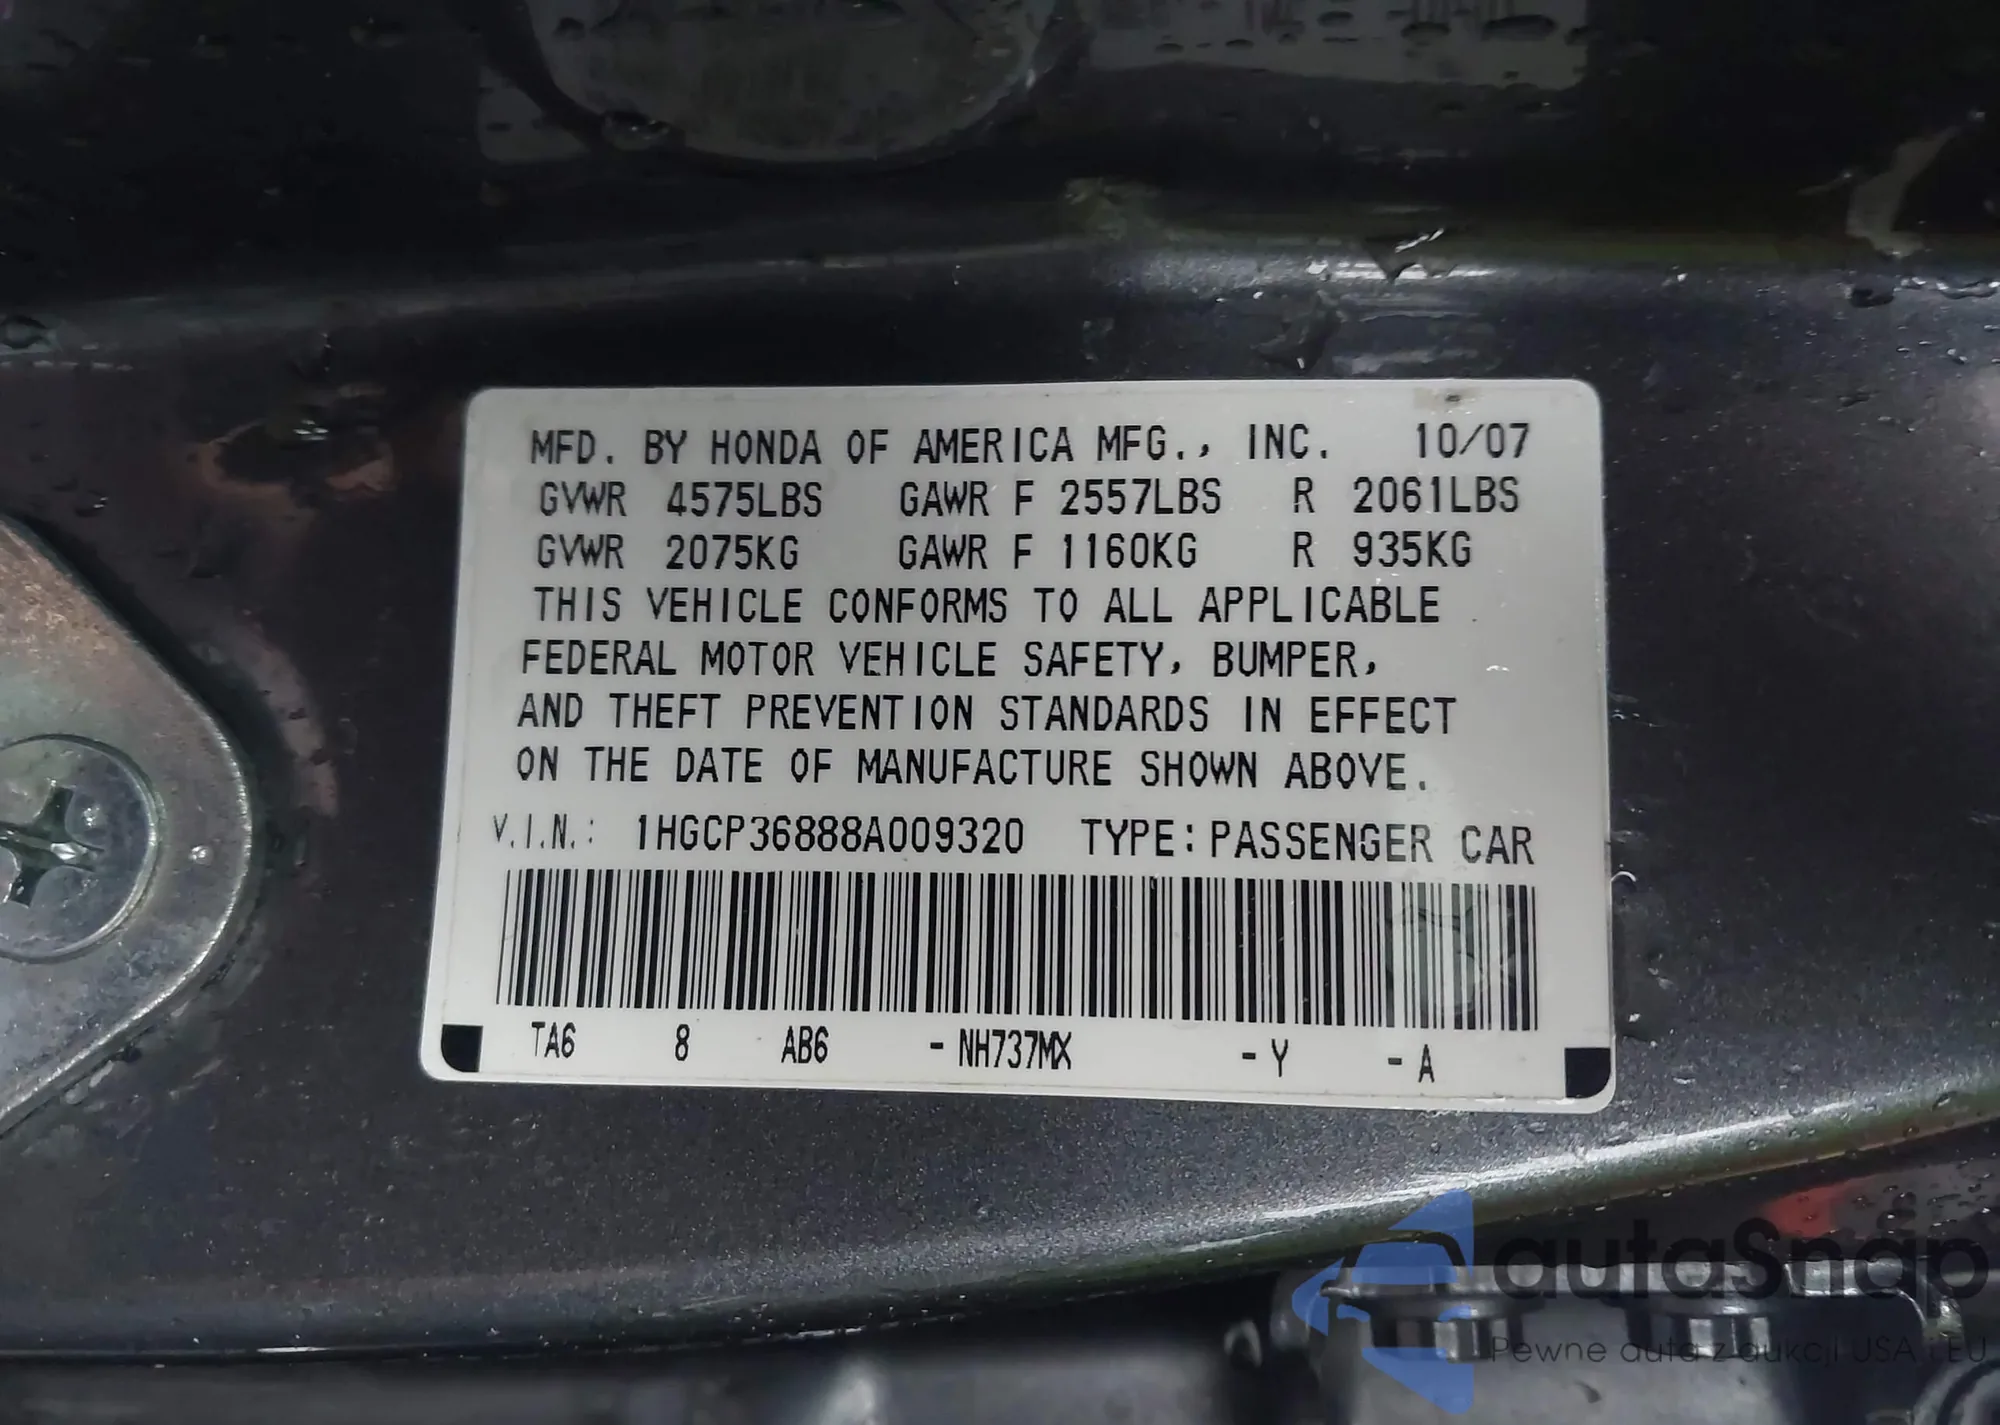 MFD. BY HONDA OF AMERICA MFG., INC. 10/07
GVWR 4575LBS GAWR F 2557LBS R 2061LBS
GVWR 2075KG GAWR F 1160KG R 935KG
THIS VEHICLE CONFORMS TO ALL APPLICABLE
FEDERAL MOTOR VEHICLE SAFETY, BUMPER,
AND THEFT PREVENTION STANDARDS IN EFFECT
ON THE DATE OF MANUFACTURE SHOWN ABOVE.
V.I.N.: 1HGCP36888A009320 TYPE: PASSENGER CAR
TA6 8 AB6 - NH737MX - Y - A
autaSnap
Pewne auta z aukcji USA i EU